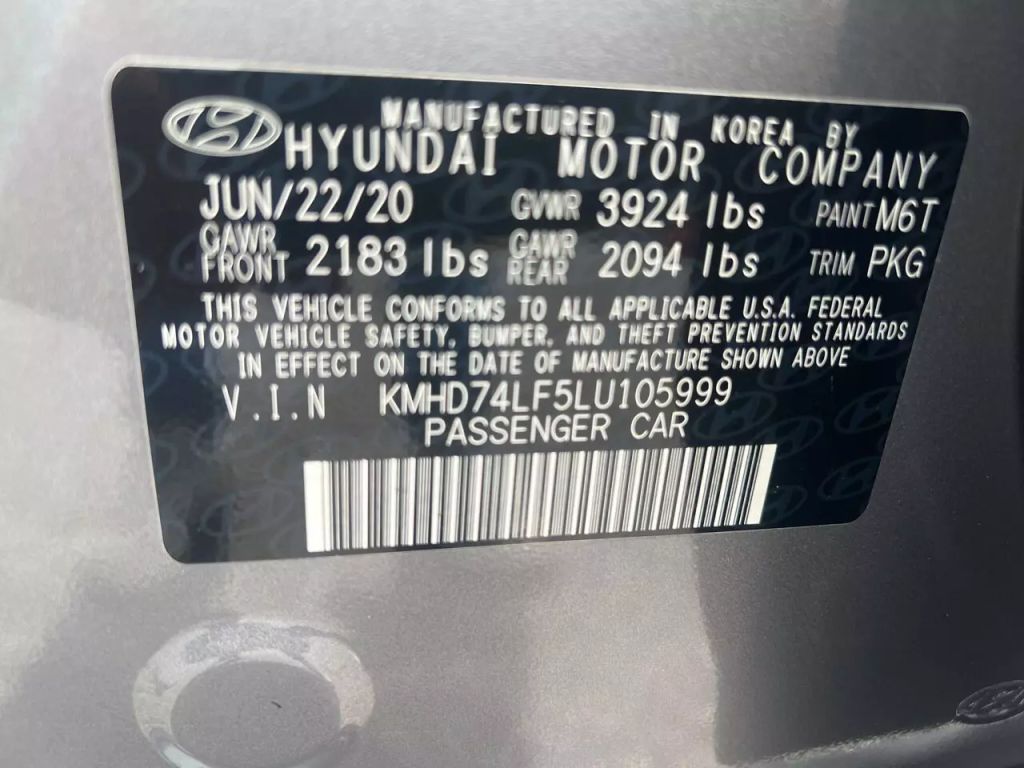 MANUFACTURED IN KOREA BY
HYUNDAI MOTOR COMPANY
JUN/22/20 GVWR 3924 lbs PAINT M6T
GAWR FRONT 2183 lbs GAWR REAR 2094 lbs TRIM PKG
THIS VEHICLE CONFORMS TO ALL APPLICABLE U.S.A. FEDERAL
MOTOR VEHICLE SAFETY, BUMPER, AND THEFT PREVENTION STANDARDS
IN EFFECT ON THE DATE OF MANUFACTURE SHOWN ABOVE
V.I.N KMHD74LF5LU105999
PASSENGER CAR